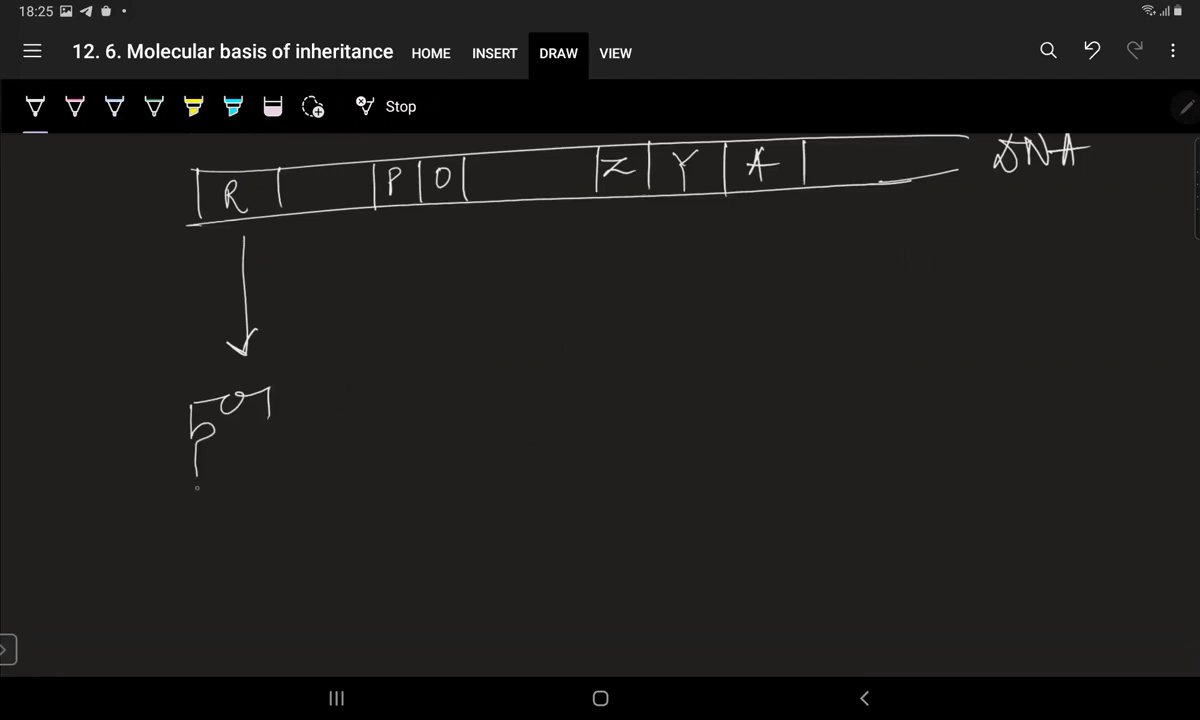 18:25
12. 6. Molecular basis of inheritance HOME INSERT DRAW VIEW
Stop
DNA
R P O Z Y A